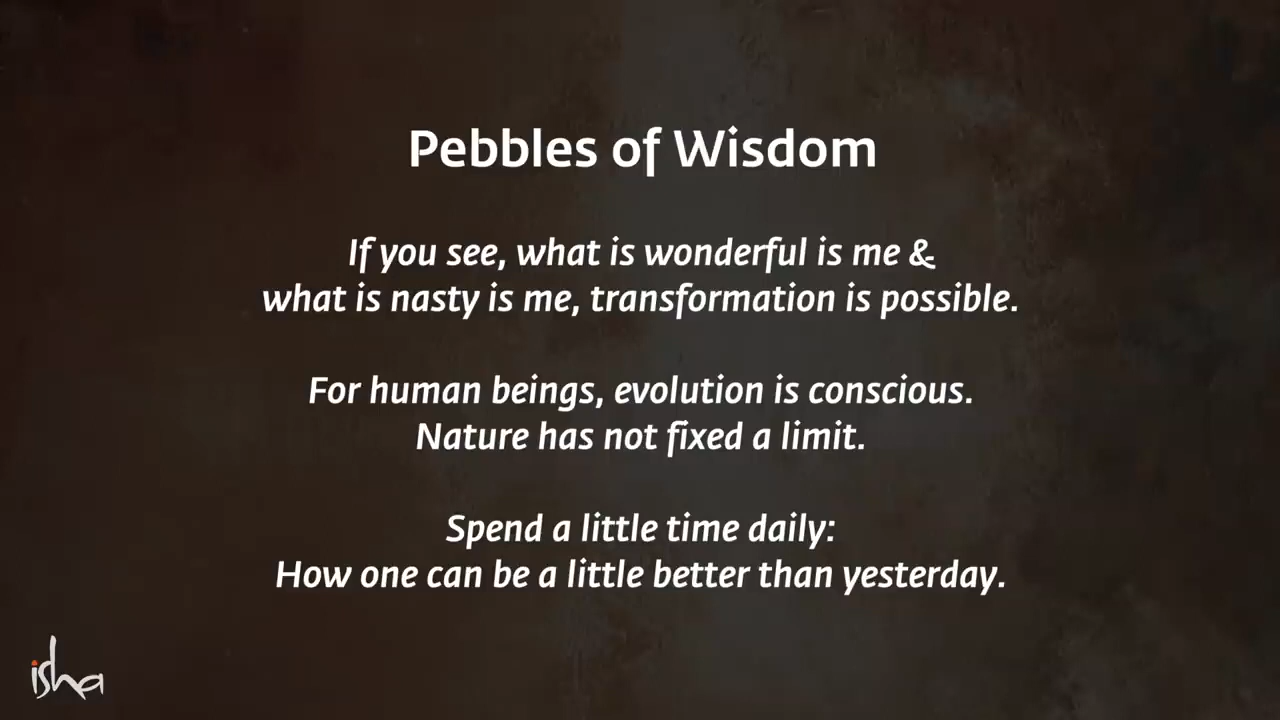 Pebbles of Wisdom
If you see, what is wonderful is me &
what is nasty is me, transformation is possible.
For human beings, evolution is conscious.
Nature has not fixed a limit.
Spend a little time daily:
How one can be a little better than yesterday.
isha